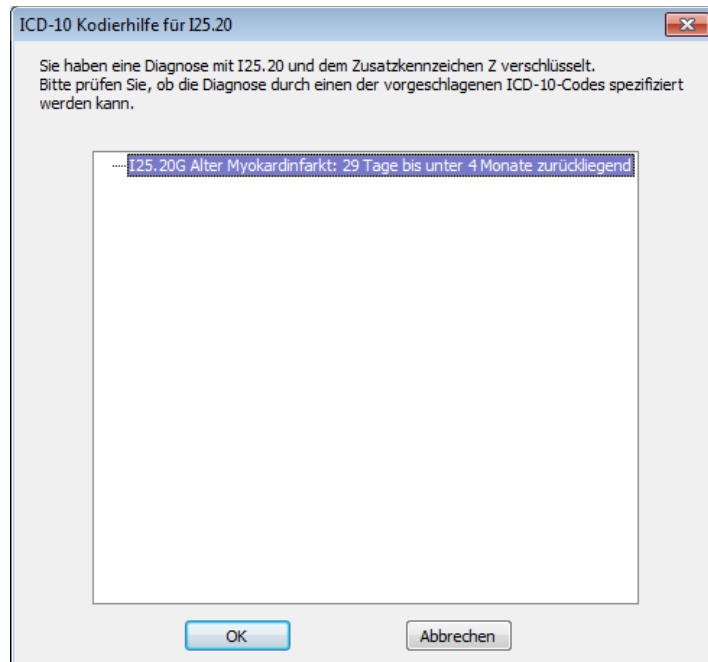 ICD-10 Kodierhilfe für I25.20
Sie haben eine Diagnose mit I25.20 und dem Zusatzkennzeichen Z verschlüsselt.
Bitte prüfen Sie, ob die Diagnose durch einen der vorgeschlagenen ICD-10-Codes spezifiziert
werden kann.
I25.20G Alter Myokardinfarkt: 29 Tage bis unter 4 Monate zurückliegend
OK
Abbrechen